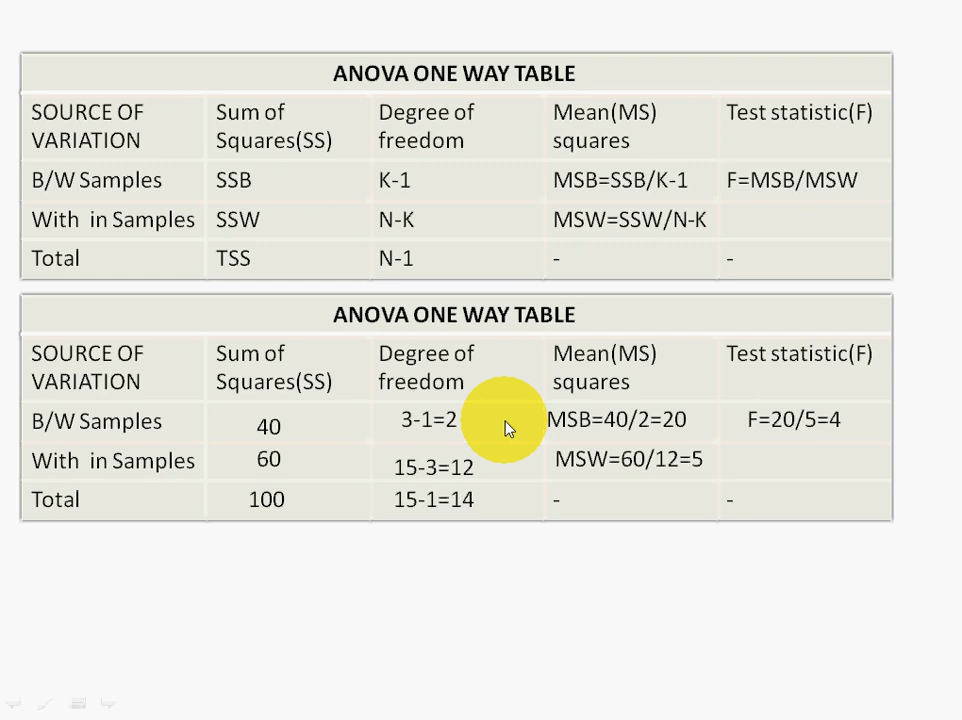 ANOVA ONE WAY TABLE
SOURCE OF VARIATION Sum of Squares(SS) Degree of freedom Mean(MS) squares Test statistic(F)
B/W Samples SSB K-1 MSB=SSB/K-1 F=MSB/MSW
With in Samples SSW N-K MSW=SSW/N-K
Total TSS N-1 - -
ANOVA ONE WAY TABLE
SOURCE OF VARIATION Sum of Squares(SS) Degree of freedom Mean(MS) squares Test statistic(F)
B/W Samples 40 3-1=2 MSB=40/2=20 F=20/5=4
With in Samples 60 15-3=12 MSW=60/12=5
Total 100 15-1=14 - -